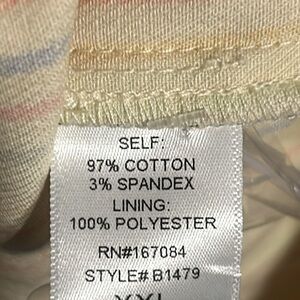 SELF:
97% COTTON
3% SPANDEX
LINING:
100% POLYESTER
RN#167084
STYLE# B1479